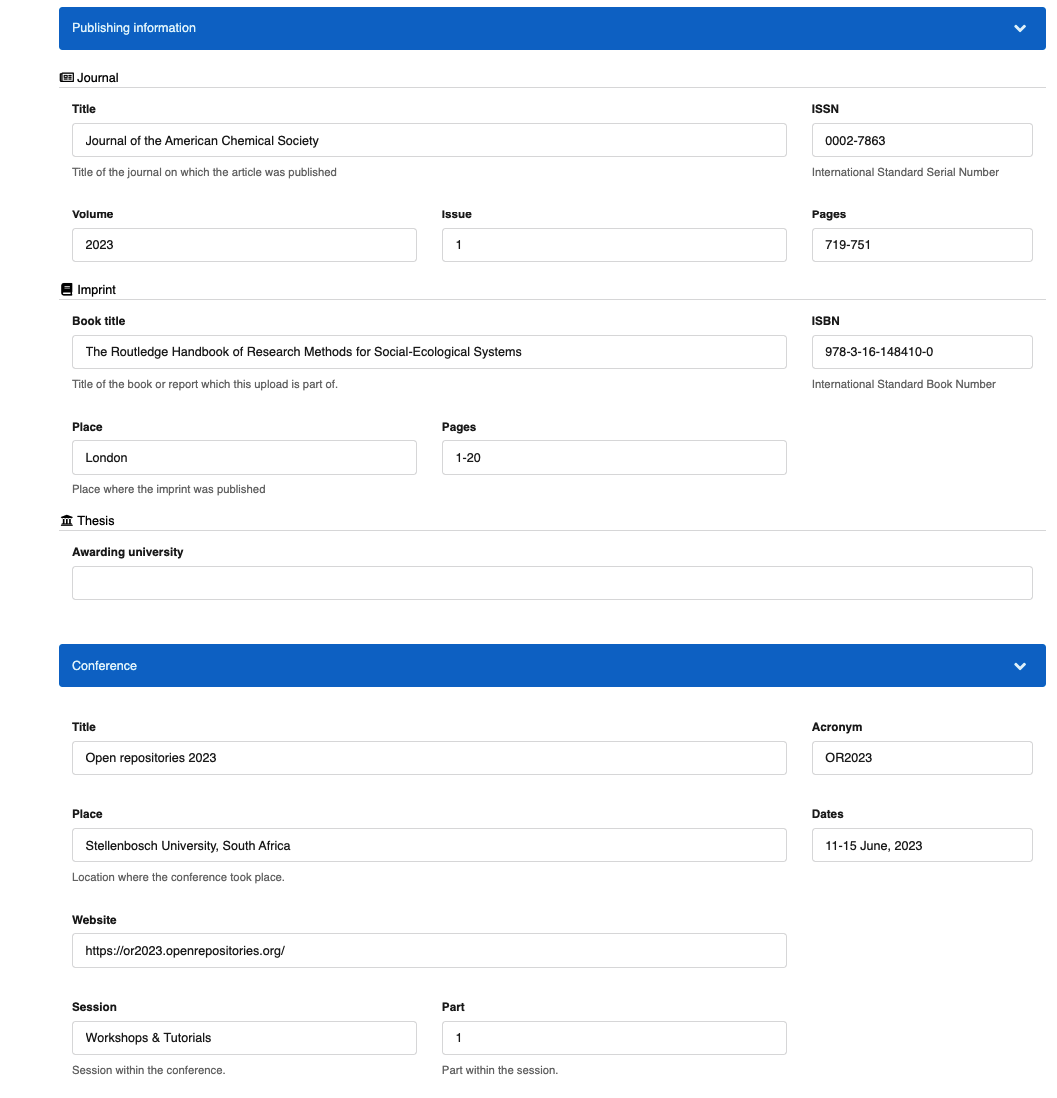 Publishing information
Journal
Title
ISSN
Journal of the American Chemical Society
0002-7863
Title of the journal on which the article was published
International Standard Serial Number
Volume
Issue
Pages
2023
1
719-751
Imprint
Book title
ISBN
The Routledge Handbook of Research Methods for Social-Ecological Systems
978-3-16-148410-0
Title of the book or report which this upload is part of.
International Standard Book Number
Place
Pages
London
1-20
Place where the imprint was published
Thesis
Awarding university
Conference
Title
Acronym
Open repositories 2023
OR2023
Place
Dates
Stellenbosch University, South Africa
11-15 June, 2023
Location where the conference took place.
Website
https://or2023.openrepositories.org/
Session
Part
Workshops & Tutorials
1
Session within the conference.
Part within the session.